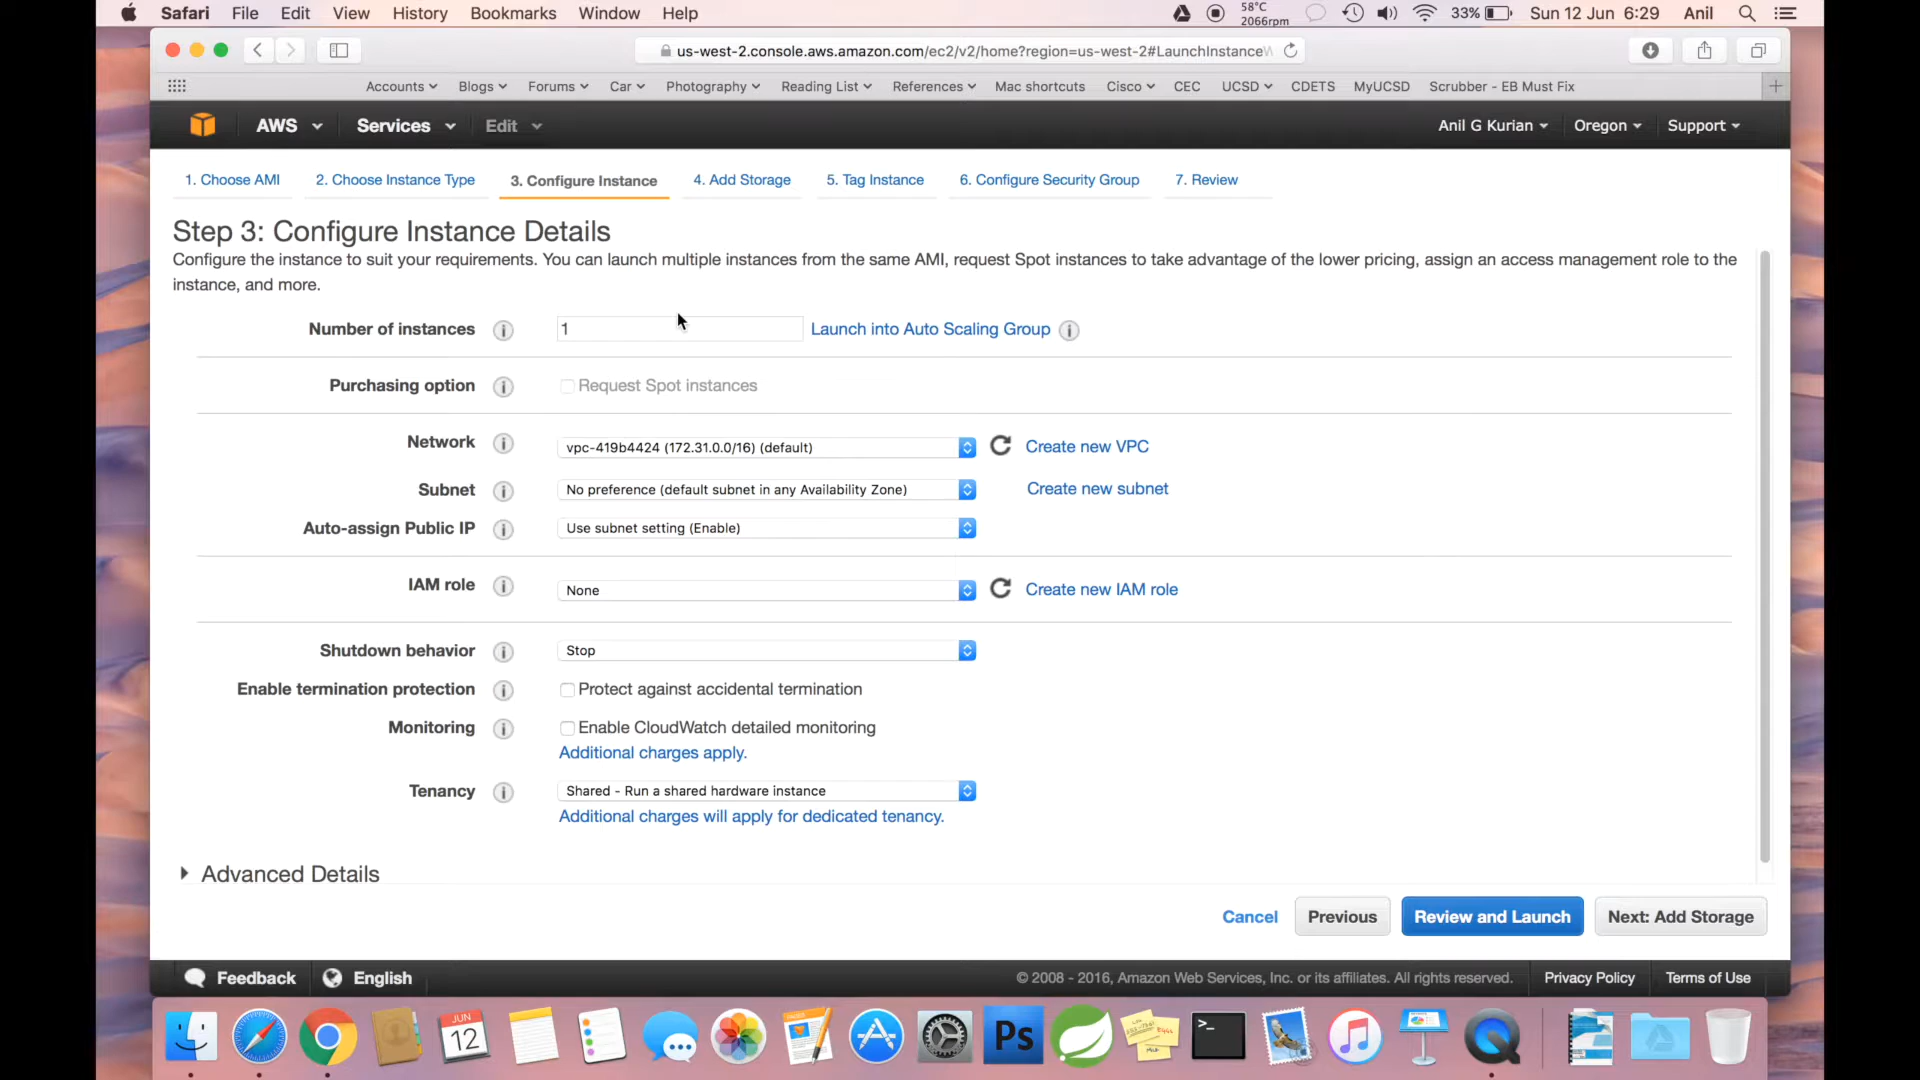 Safari File Edit View History Bookmarks Window Help 58°C 2066rpm 33% Sun 12 Jun 6:29 Anil
us-west-2.console.aws.amazon.com/ec2/v2/home?region=us-west-2#LaunchInstance
Accounts Blogs Forums Car Photography Reading List References Mac shortcuts Cisco CEC UCSD CDETS MyUCSD Scrubber - EB Must Fix
AWS Services Edit Anil G Kurian Oregon Support
1. Choose AMI 2. Choose Instance Type 3. Configure Instance 4. Add Storage 5. Tag Instance 6. Configure Security Group 7. Review
Step 3: Configure Instance Details
Configure the instance to suit your requirements. You can launch multiple instances from the same AMI, request Spot instances to take advantage of the lower pricing, assign an access management role to the
instance, and more.
Number of instances 1 Launch into Auto Scaling Group
Purchasing option Request Spot instances
Network vpc-419b4424 (172.31.0.0/16) (default) Create new VPC
Subnet No preference (default subnet in any Availability Zone) Create new subnet
Auto-assign Public IP Use subnet setting (Enable)
IAM role None Create new IAM role
Shutdown behavior Stop
Enable termination protection Protect against accidental termination
Monitoring Enable CloudWatch detailed monitoring
Additional charges apply.
Tenancy Shared - Run a shared hardware instance
Additional charges will apply for dedicated tenancy.
Advanced Details
Cancel Previous Review and Launch Next: Add Storage
Feedback English © 2008 - 2016, Amazon Web Services, Inc. or its affiliates. All rights reserved. Privacy Policy Terms of Use
JUN
12
Ps
>_